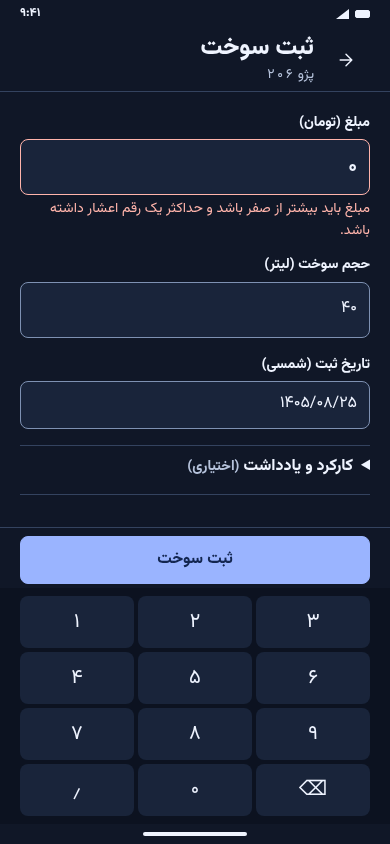 ۹:۴۱
ثبت سوخت
پژو ۲۰۶
مبلغ (تومان)
۰
مبلغ باید بیشتر از صفر باشد و حداکثر یک رقم اعشار داشته
باشد.
حجم سوخت (لیتر)
۴۰
تاریخ ثبت (شمسی)
۱۴۰۵/۰۸/۲۵
کارکرد و یادداشت (اختیاری)
ثبت سوخت
۱ ۲ ۳
۴ ۵ ۶
۷ ۸ ۹
٫ ۰ ⌫